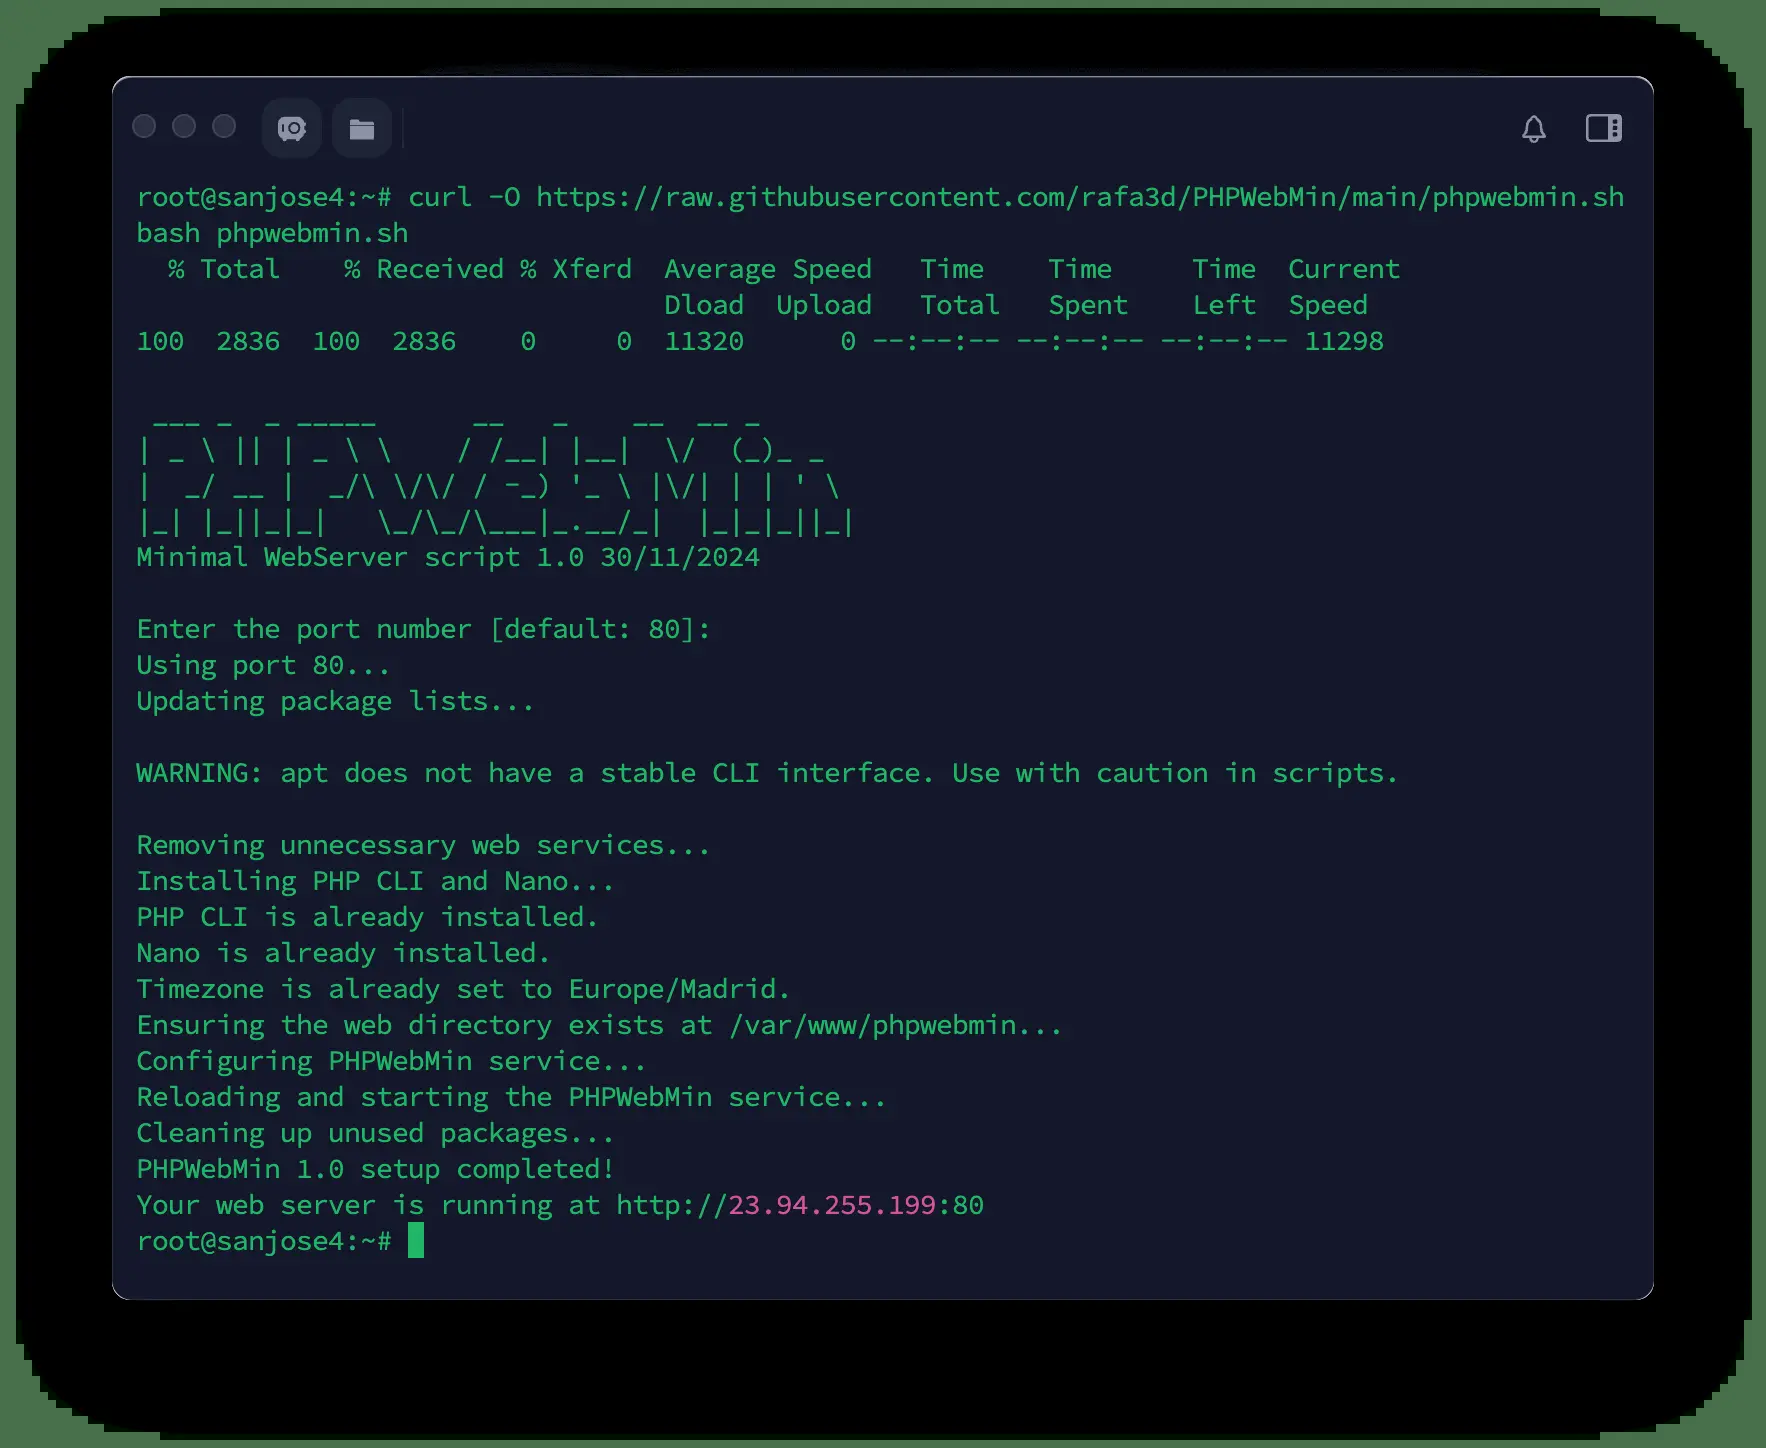 root@sanjose4:~# curl -O https://raw.githubusercontent.com/rafa3d/PHPWebMin/main/phpwebmin.sh
bash phpwebmin.sh
  % Total    % Received % Xferd  Average Speed   Time    Time     Time  Current
                                 Dload  Upload   Total   Spent    Left  Speed
100  2836  100  2836    0     0  11320      0 --:--:-- --:--:-- --:--:-- 11298
 ___ _  _ _____      __   _    __  __ _
| _ \ || | _ \ \    / /__| |__|  \/  (_)_ _
|  _/ __ |  _/\ \/\/ / -_) '_ \ |\/| | | ' \
|_| |_||_|_|   \_/\_/\___|_.__/_|  |_|_|_||_|
Minimal WebServer script 1.0 30/11/2024
Enter the port number [default: 80]:
Using port 80...
Updating package lists...
WARNING: apt does not have a stable CLI interface. Use with caution in scripts.
Removing unnecessary web services...
Installing PHP CLI and Nano...
PHP CLI is already installed.
Nano is already installed.
Timezone is already set to Europe/Madrid.
Ensuring the web directory exists at /var/www/phpwebmin...
Configuring PHPWebMin service...
Reloading and starting the PHPWebMin service...
Cleaning up unused packages...
PHPWebMin 1.0 setup completed!
Your web server is running at http://23.94.255.199:80
root@sanjose4:~#